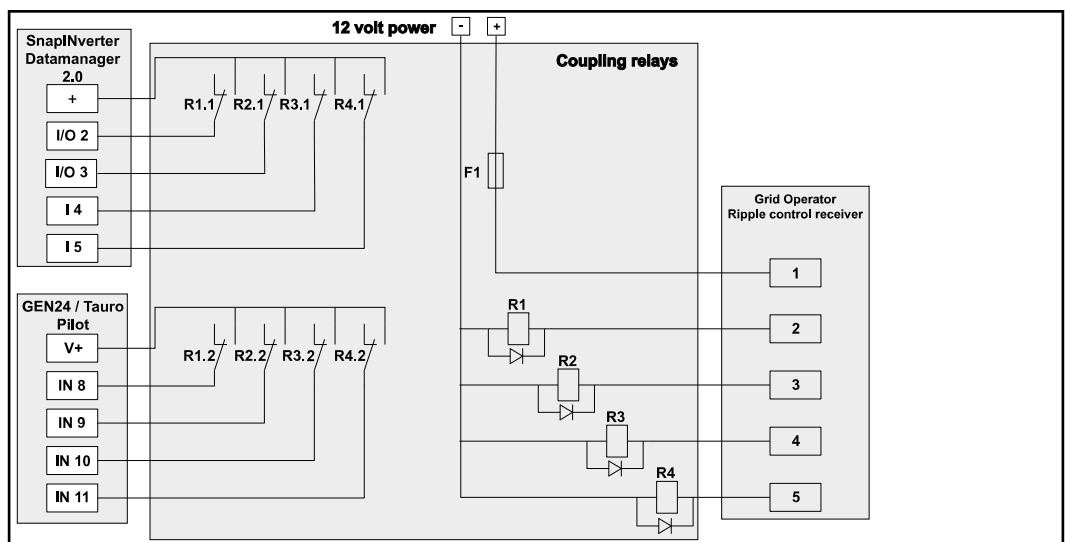 12 volt power - +
SnapINverter
Datamanager
2.0
+
I/O 2
I/O 3
I 4
I 5
R1.1 R2.1 R3.1 R4.1
Coupling relays
F1
Grid Operator
Ripple control receiver
1
2
3
4
5
GEN24 / Tauro
Pilot
V+
IN 8
IN 9
IN 10
IN 11
R1.2 R2.2 R3.2 R4.2
R1
R2
R3
R4